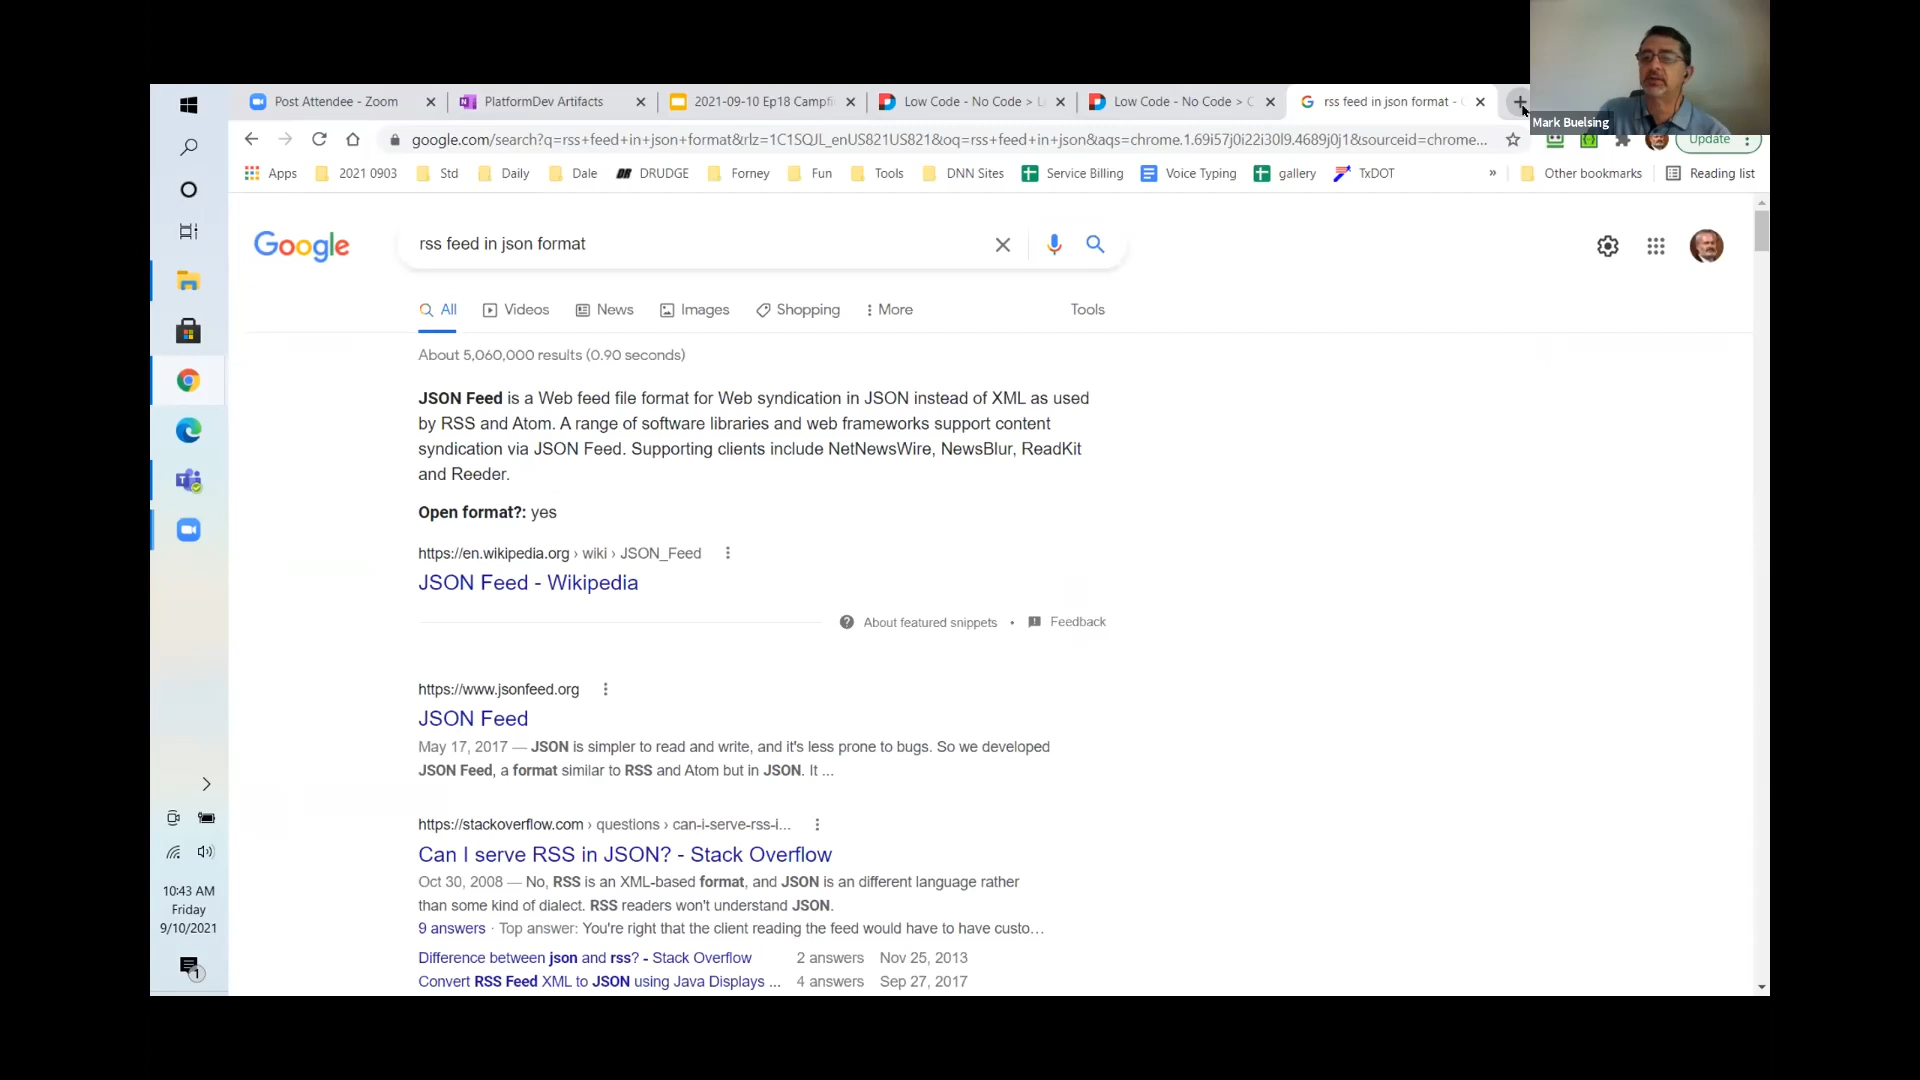 Mark Buelsing
Post Attendee - Zoom
PlatformDev Artifacts
2021-09-10 Ep18 Campfi
Low Code - No Code > L
Low Code - No Code > C
rss feed in json format -
google.com/search?q=rss+feed+in+json+format&rlz=1C1SQJL_enUS821US821&oq=rss+feed+in+json&aqs=chrome.1.69i57j0i22i30l9.4689j0j1&sourceid=chrome...
Update
Apps
2021 0903
Std
Daily
Dale
DRUDGE
Forney
Fun
Tools
DNN Sites
Service Billing
Voice Typing
gallery
TxDOT
»
Other bookmarks
Reading list
Google
rss feed in json format
All
Videos
News
Images
Shopping
More
Tools
About 5,060,000 results (0.90 seconds)
JSON Feed is a Web feed file format for Web syndication in JSON instead of XML as used
by RSS and Atom. A range of software libraries and web frameworks support content
syndication via JSON Feed. Supporting clients include NetNewsWire, NewsBlur, ReadKit
and Reeder.
Open format?: yes
https://en.wikipedia.org › wiki › JSON_Feed
JSON Feed - Wikipedia
About featured snippets • Feedback
https://www.jsonfeed.org
JSON Feed
May 17, 2017 — JSON is simpler to read and write, and it's less prone to bugs. So we developed
JSON Feed, a format similar to RSS and Atom but in JSON. It ...
https://stackoverflow.com › questions › can-i-serve-rss-i...
Can I serve RSS in JSON? - Stack Overflow
Oct 30, 2008 — No, RSS is an XML-based format, and JSON is an different language rather
than some kind of dialect. RSS readers won't understand JSON.
9 answers · Top answer: You're right that the client reading the feed would have to have custo…
Difference between json and rss? - Stack Overflow 2 answers Nov 25, 2013
Convert RSS Feed XML to JSON using Java Displays ... 4 answers Sep 27, 2017
10:43 AM
Friday
9/10/2021
1